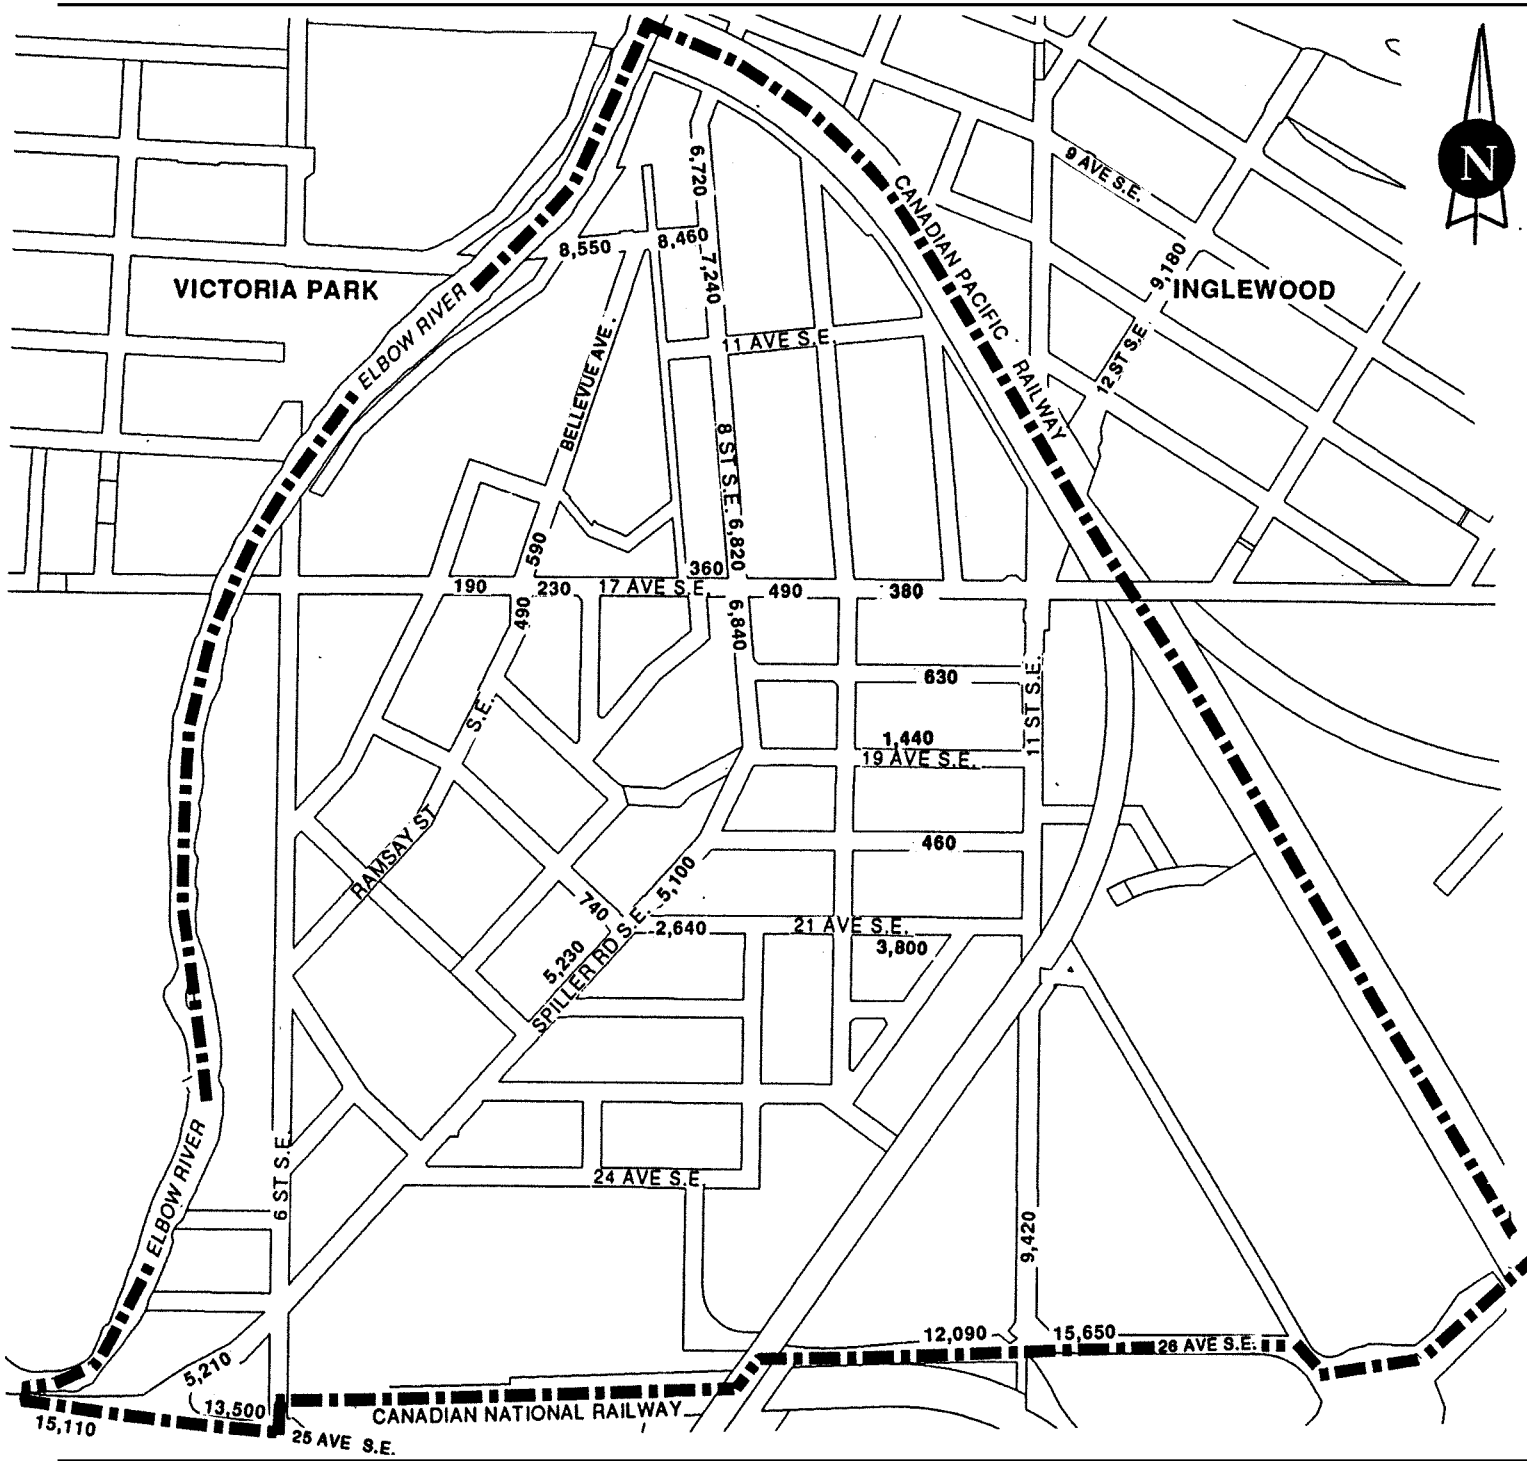 N
9 AVE S.E.
CANADIAN PACIFIC RAILWAY
6,720
8,550
8,460
7,240
9,180
VICTORIA PARK
INGLEWOOD
ELBOW RIVER
11 AVE S.E.
12 ST S.E.
BELLEVUE AVE.
8 ST S.E.
6,820
590
360
190
230
17 AVE S.E.
490
380
490
6,840
630
S.E.
11 ST S.E.
1,440
19 AVE S.E.
RAMSAY ST
460
5,100
740
2,640
21 AVE S.E.
3,800
5,230
SPILLER RD S.E.
ELBOW RIVER
6 ST S.E.
24 AVE S.E.
9,420
12,090
15,650
26 AVE S.E.
5,210
13,500
15,110
CANADIAN NATIONAL RAILWAY
25 AVE S.E.